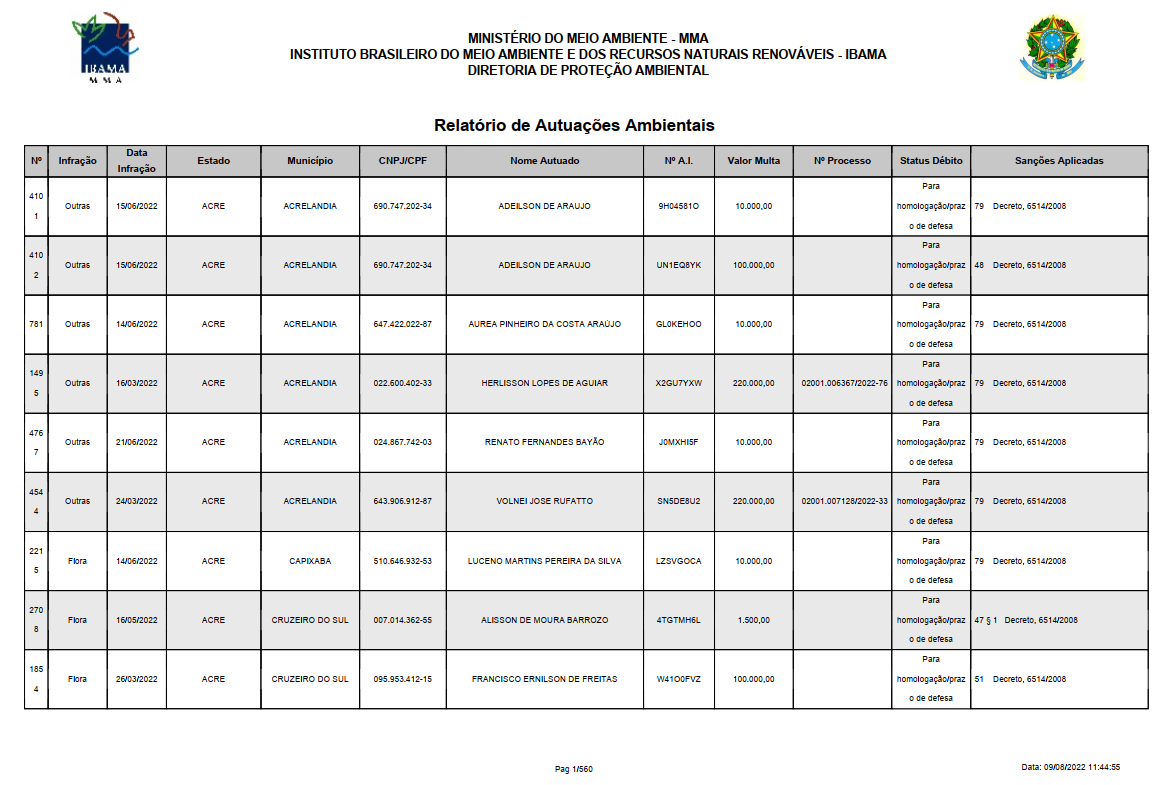 IBAMA
M M A
MINISTÉRIO DO MEIO AMBIENTE - MMA
INSTITUTO BRASILEIRO DO MEIO AMBIENTE E DOS RECURSOS NATURAIS RENOVÁVEIS - IBAMA
DIRETORIA DE PROTEÇÃO AMBIENTAL
Relatório de Autuações Ambientais
Nº Infração Data Infração Estado Município CNPJ/CPF Nome Autuado Nº A.I. Valor Multa Nº Processo Status Débito Sanções Aplicadas
4101 Outras 15/06/2022 ACRE ACRELANDIA 690.747.202-34 ADEILSON DE ARAUJO 9H04581O 10.000,00 Para homologação/prazo de defesa 79 Decreto, 6514/2008
4102 Outras 15/06/2022 ACRE ACRELANDIA 690.747.202-34 ADEILSON DE ARAUJO UN1EQ8YK 100.000,00 Para homologação/prazo de defesa 48 Decreto, 6514/2008
781 Outras 14/06/2022 ACRE ACRELANDIA 647.422.022-87 AUREA PINHEIRO DA COSTA ARAÚJO GL0KEHOO 10.000,00 Para homologação/prazo de defesa 79 Decreto, 6514/2008
1495 Outras 16/03/2022 ACRE ACRELANDIA 022.600.402-33 HERLISSON LOPES DE AGUIAR X2GU7YXW 220.000,00 02001.006367/2022-76 Para homologação/prazo de defesa 79 Decreto, 6514/2008
4767 Outras 21/06/2022 ACRE ACRELANDIA 024.867.742-03 RENATO FERNANDES BAYÃO J0MXHI5F 10.000,00 Para homologação/prazo de defesa 79 Decreto, 6514/2008
4544 Outras 24/03/2022 ACRE ACRELANDIA 643.906.912-87 VOLNEI JOSE RUFATTO SN5DE8U2 220.000,00 02001.007128/2022-33 Para homologação/prazo de defesa 79 Decreto, 6514/2008
2215 Flora 14/06/2022 ACRE CAPIXABA 510.646.932-53 LUCENO MARTINS PEREIRA DA SILVA LZSVGOCA 10.000,00 Para homologação/prazo de defesa 79 Decreto, 6514/2008
2708 Flora 16/05/2022 ACRE CRUZEIRO DO SUL 007.014.362-55 ALISSON DE MOURA BARROZO 4TGTMH6L 1.500,00 Para homologação/prazo de defesa 47 § 1 Decreto, 6514/2008
1854 Flora 26/03/2022 ACRE CRUZEIRO DO SUL 095.953.412-15 FRANCISCO ERNILSON DE FREITAS W41O0FVZ 100.000,00 Para homologação/prazo de defesa 51 Decreto, 6514/2008
Pag 1/560
Data: 09/08/2022 11:44:55